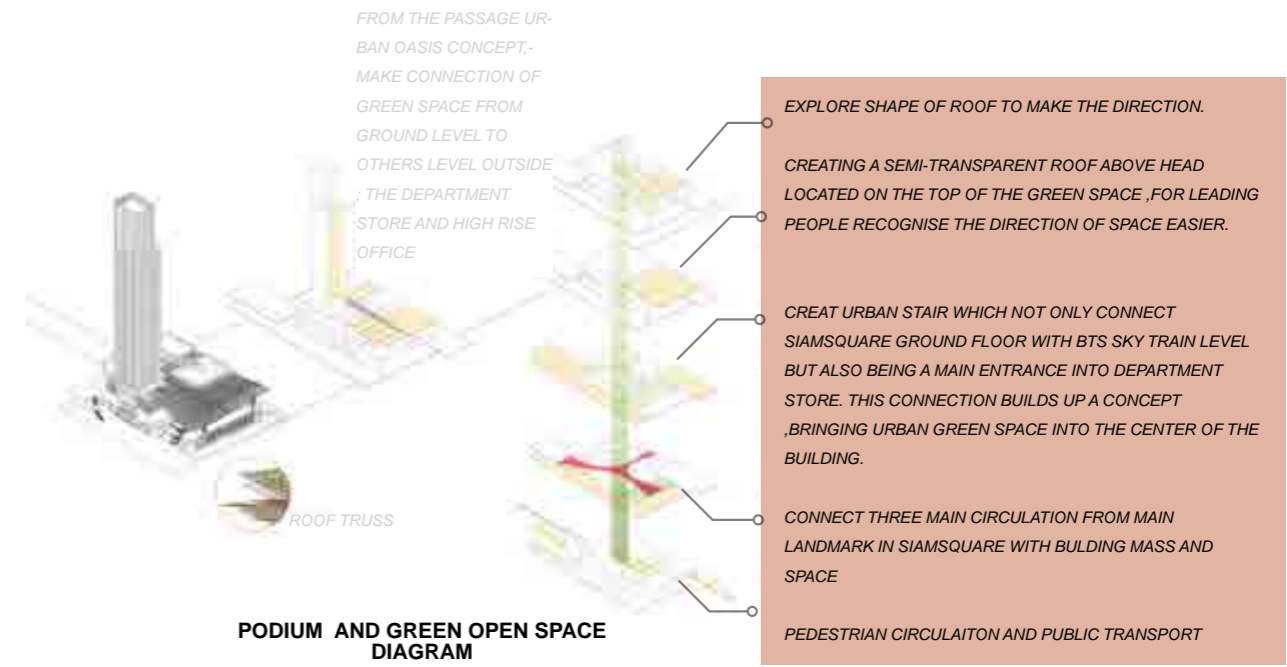 FROM THE PASSAGE UR-
BAN OASIS CONCEPT,-
MAKE CONNECTION OF
GREEN SPACE FROM
GROUND LEVEL TO
OTHERS LEVEL OUTSIDE
; THE DEPARTMENT
STORE AND HIGH RISE
OFFICE
ROOF TRUSS
PODIUM AND GREEN OPEN SPACE
DIAGRAM
EXPLORE SHAPE OF ROOF TO MAKE THE DIRECTION.
CREATING A SEMI-TRANSPARENT ROOF ABOVE HEAD
LOCATED ON THE TOP OF THE GREEN SPACE ,FOR LEADING
PEOPLE RECOGNISE THE DIRECTION OF SPACE EASIER.
CREAT URBAN STAIR WHICH NOT ONLY CONNECT
SIAMSQUARE GROUND FLOOR WITH BTS SKY TRAIN LEVEL
BUT ALSO BEING A MAIN ENTRANCE INTO DEPARTMENT
STORE. THIS CONNECTION BUILDS UP A CONCEPT
,BRINGING URBAN GREEN SPACE INTO THE CENTER OF THE
BUILDING.
CONNECT THREE MAIN CIRCULATION FROM MAIN
LANDMARK IN SIAMSQUARE WITH BULDING MASS AND
SPACE
PEDESTRIAN CIRCULAITON AND PUBLIC TRANSPORT